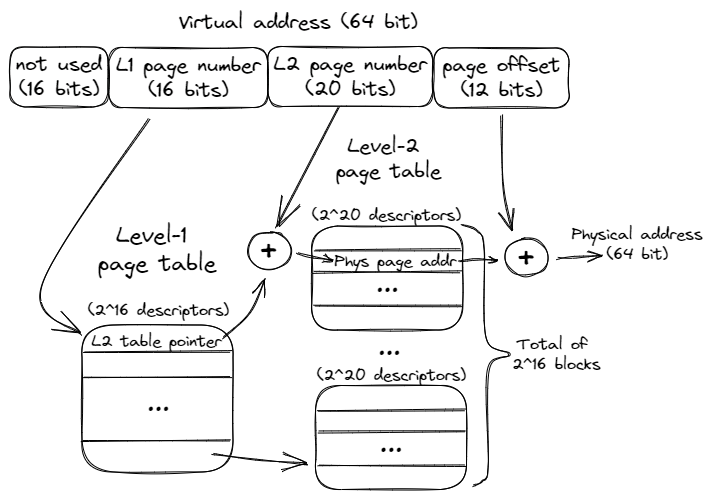 Virtual address (64 bit)
not used
(16 bits)
L1 page number
(16 bits)
L2 page number
(20 bits)
page offset
(12 bits)
Level-2
page table
(2^20 descriptors)
Level-1
page table
+
Phys page addr
+
Physical address
(64 bit)
...
(2^16 descriptors)
L2 table pointer
...
...
(2^20 descriptors)
...
Total of
2^16 blocks